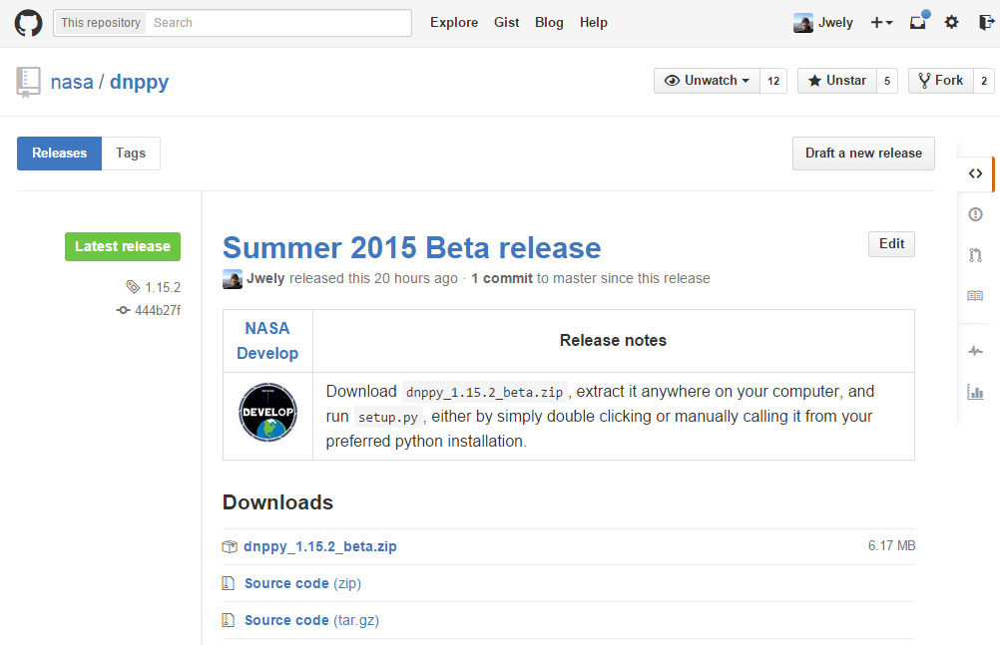 This repository Search Explore Gist Blog Help Jwely
nasa / dnppy Unwatch 12 Unstar 5 Fork 2
Releases Tags Draft a new release
Latest release
1.15.2
444b27f
Summer 2015 Beta release Edit
Jwely released this 20 hours ago · 1 commit to master since this release
NASA
Develop
Release notes
DEVELOP
Download dnppy_1.15.2_beta.zip, extract it anywhere on your computer, and
run setup.py, either by simply double clicking or manually calling it from your
preferred python installation.
Downloads
dnppy_1.15.2_beta.zip 6.17 MB
Source code (zip)
Source code (tar.gz)